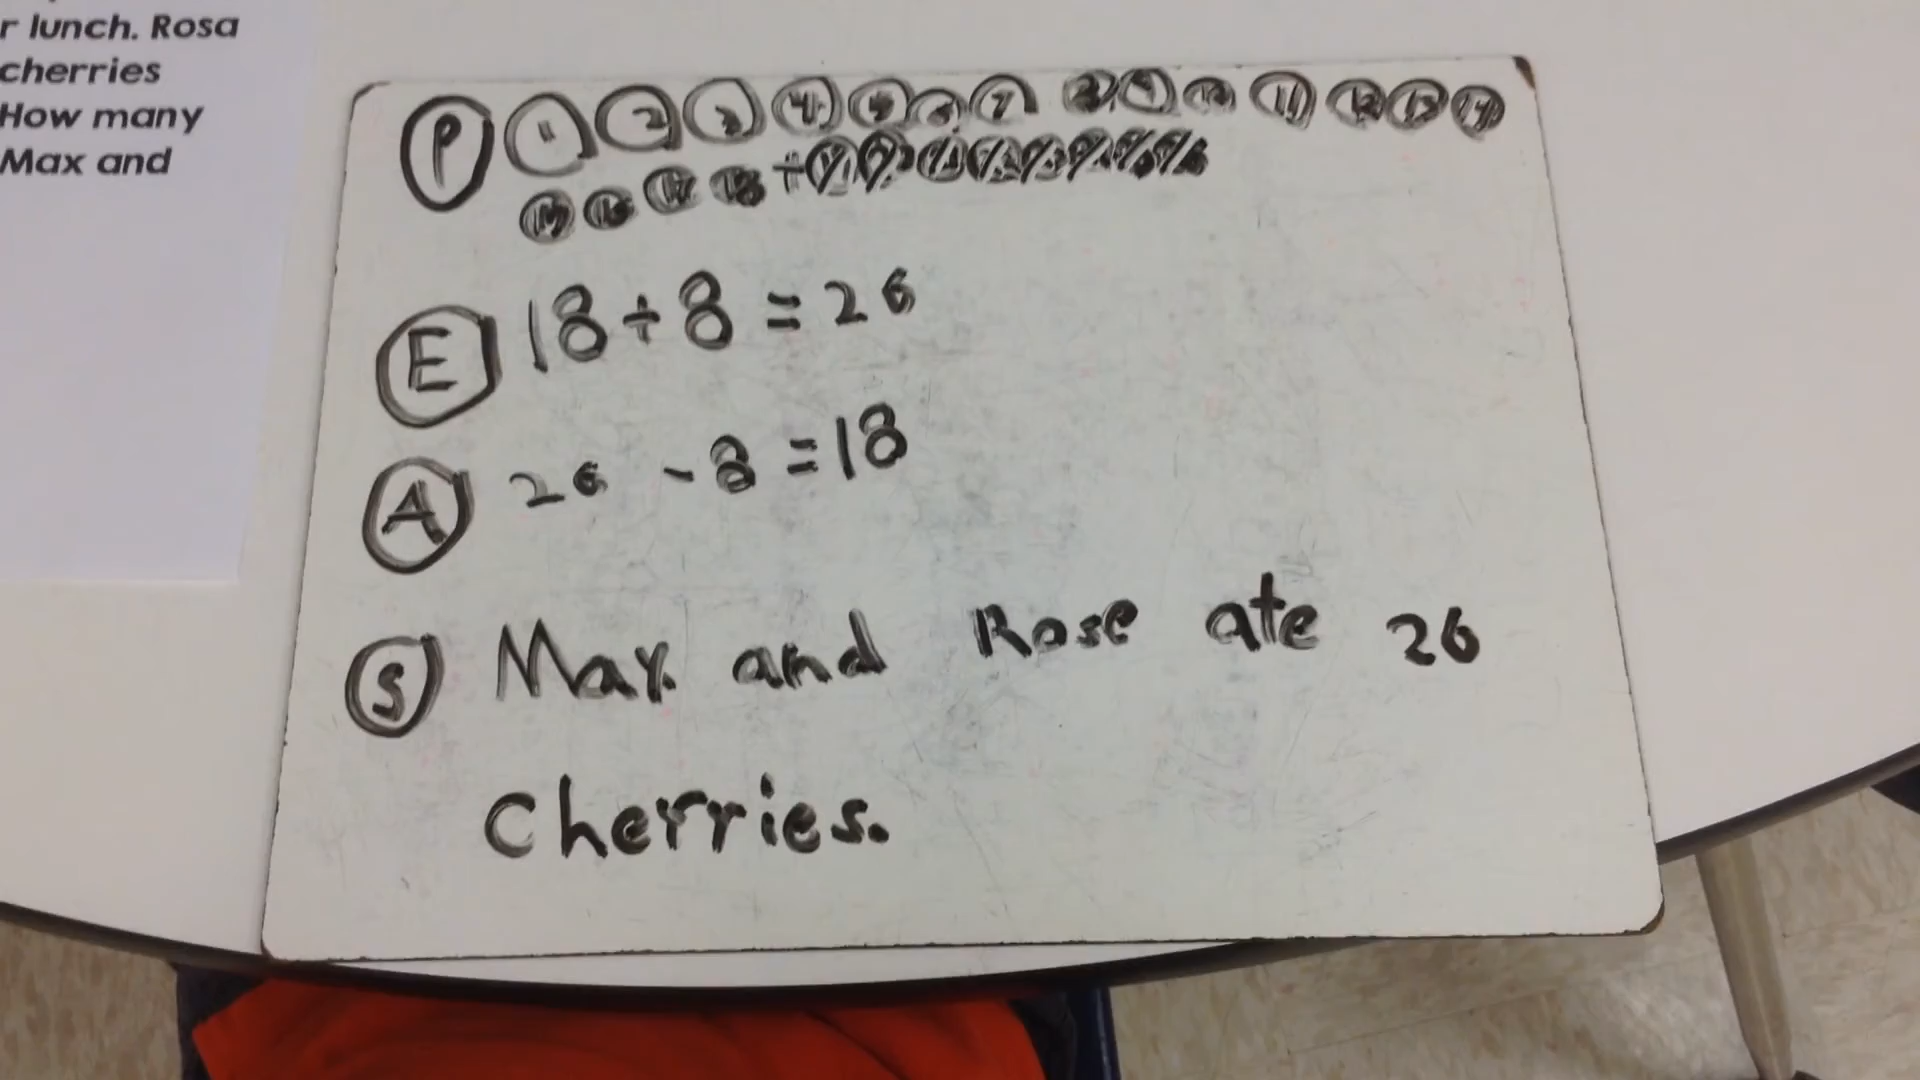 r lunch. Rosa
cherries
How many
Max and
P 1 2 3 4 5 6 7 8 9 10 11 12 13 14
15 16 17 18 +
E 18 ÷ 8 = 26
A 26 - 8 = 18
S Max and Rose ate 26
Cherries.